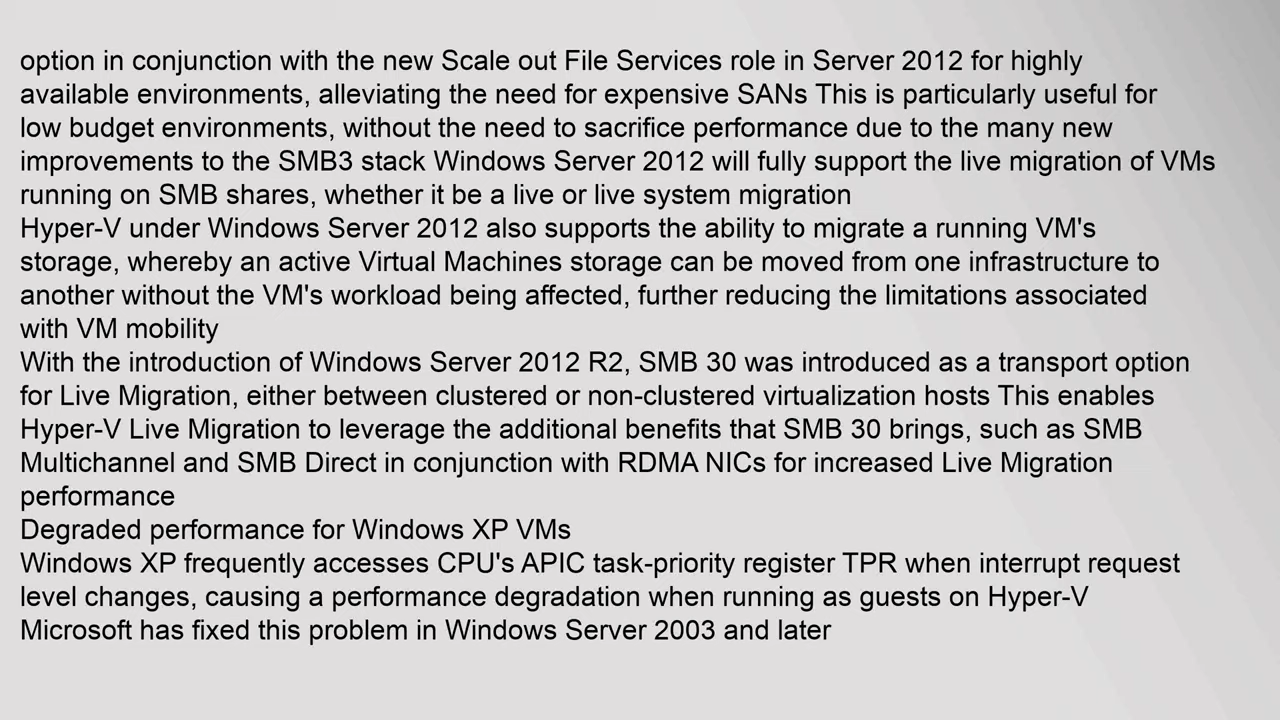 option in conjunction with the new Scale out File Services role in Server 2012 for highly
available environments, alleviating the need for expensive SANs This is particularly useful for
low budget environments, without the need to sacrifice performance due to the many new
improvements to the SMB3 stack Windows Server 2012 will fully support the live migration of VMs
running on SMB shares, whether it be a live or live system migration
Hyper-V under Windows Server 2012 also supports the ability to migrate a running VM's
storage, whereby an active Virtual Machines storage can be moved from one infrastructure to
another without the VM's workload being affected, further reducing the limitations associated
with VM mobility
With the introduction of Windows Server 2012 R2, SMB 30 was introduced as a transport option
for Live Migration, either between clustered or non-clustered virtualization hosts This enables
Hyper-V Live Migration to leverage the additional benefits that SMB 30 brings, such as SMB
Multichannel and SMB Direct in conjunction with RDMA NICs for increased Live Migration
performance
Degraded performance for Windows XP VMs
Windows XP frequently accesses CPU's APIC task-priority register TPR when interrupt request
level changes, causing a performance degradation when running as guests on Hyper-V
Microsoft has fixed this problem in Windows Server 2003 and later